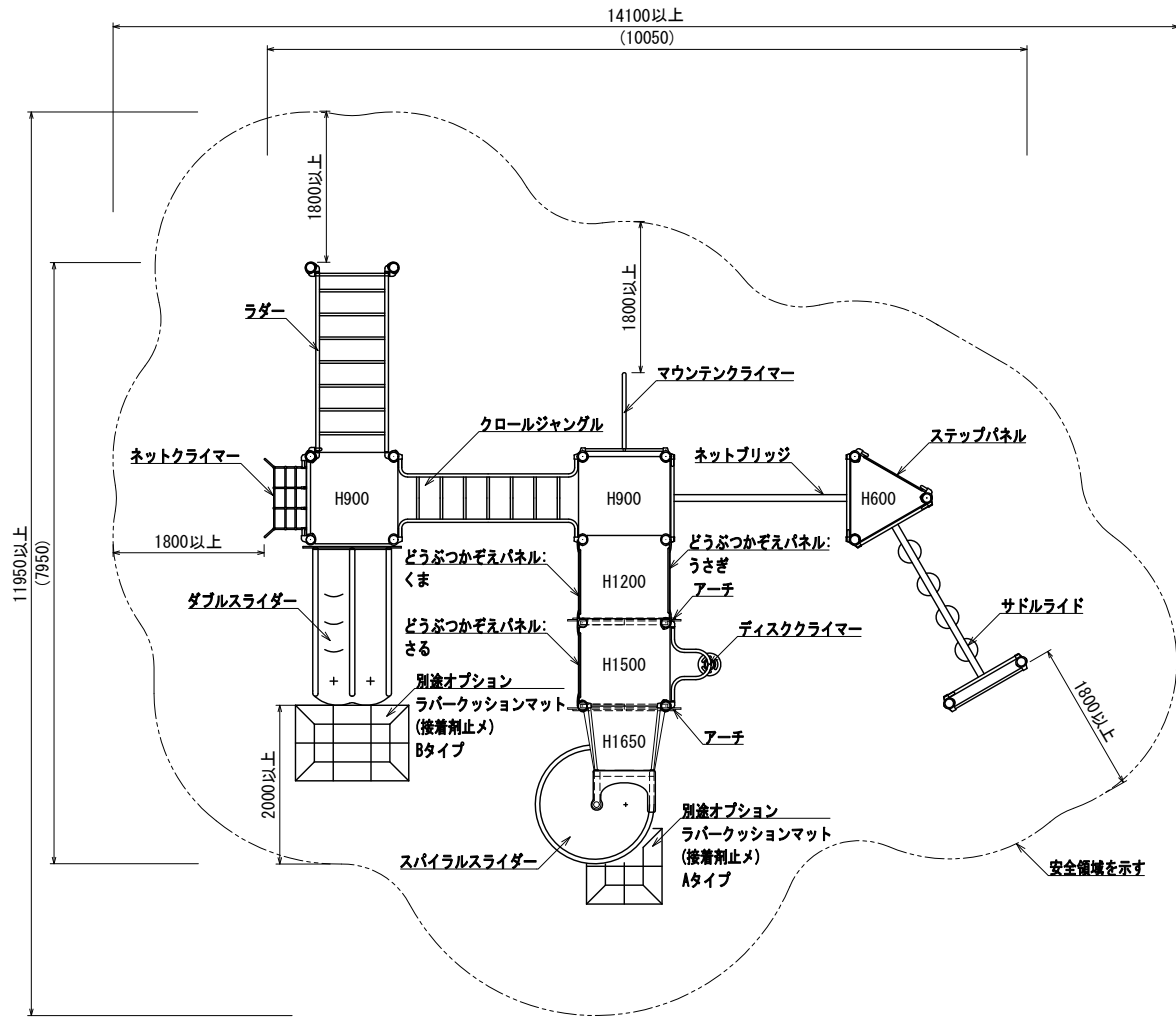 14100以上
(10050)
1800以上
1800以上
ラダー
マウンテンクライマー
クロールジャングル
ステップパネル
ネットクライマー
ネットブリッジ
H900
H900
H600
1800以上
11950以上
(7950)
どうぶつかぞえパネル:
くま
どうぶつかぞえパネル:
うさぎ
H1200
アーチ
ダブルスライダー
サドルライド
どうぶつかぞえパネル:
さる
ディスククライマー
H1500
1800以上
別途オプション
ラバークッションマット
(接着剤止メ)
Bタイプ
アーチ
H1650
2000以上
別途オプション
ラバークッションマット
(接着剤止メ)
Aタイプ
スパイラルスライダー
安全領域を示す